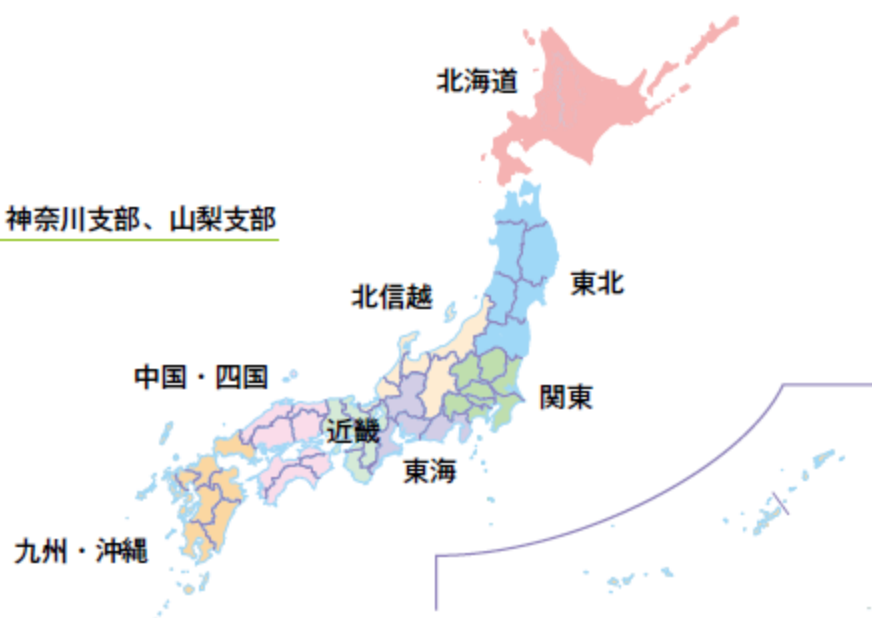 北海道
神奈川支部、山梨支部
東北
北信越
中国・四国
関東
近畿
東海
九州・沖縄